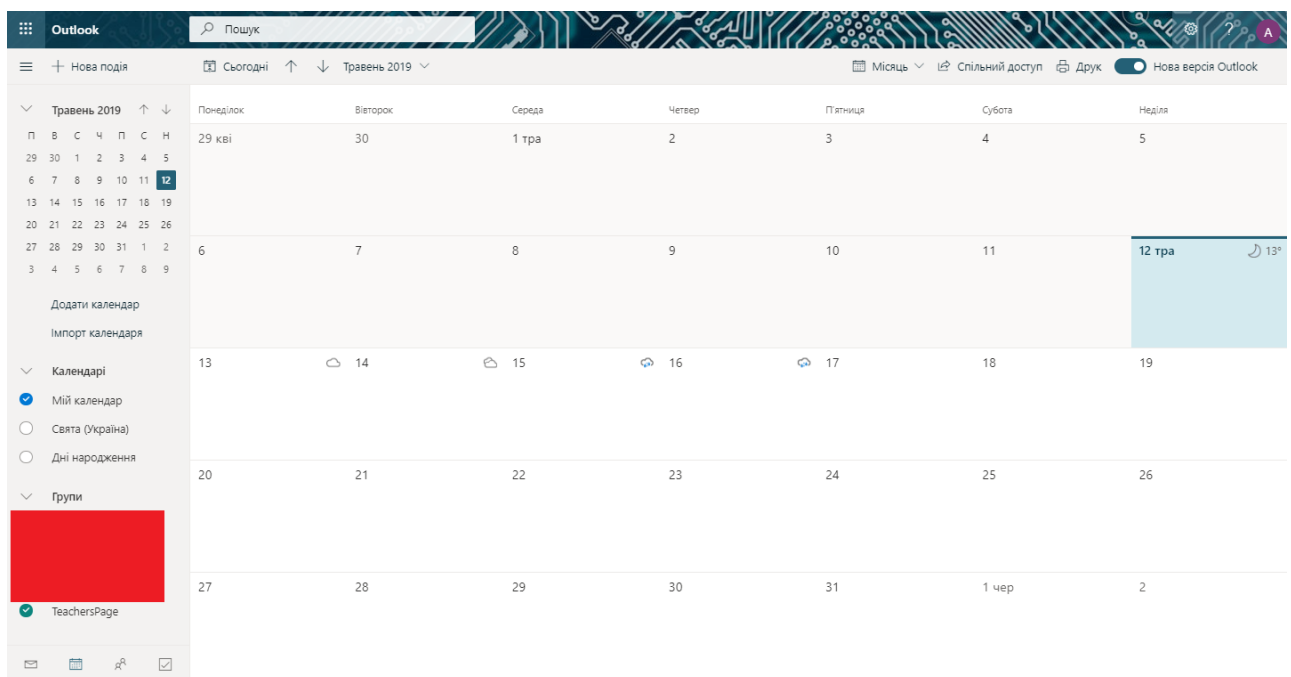 Outlook Пошук ? A
Нова подія Сьогодні Травень 2019 Місяць Спільний доступ Друк Нова версія Outlook
Травень 2019
П В С Ч П С Н
29 30 1 2 3 4 5
6 7 8 9 10 11 12
13 14 15 16 17 18 19
20 21 22 23 24 25 26
27 28 29 30 31 1 2
3 4 5 6 7 8 9
Додати календар
Імпорт календаря
Календарі
Мій календар
Свята (Україна)
Дні народження
Групи
TeachersPage
Понеділок Вівторок Середа Четвер П'ятниця Субота Неділя
29 кві 30 1 тра 2 3 4 5
6 7 8 9 10 11 12 тра 13°
13 14 15 16 17 18 19
20 21 22 23 24 25 26
27 28 29 30 31 1 чер 2